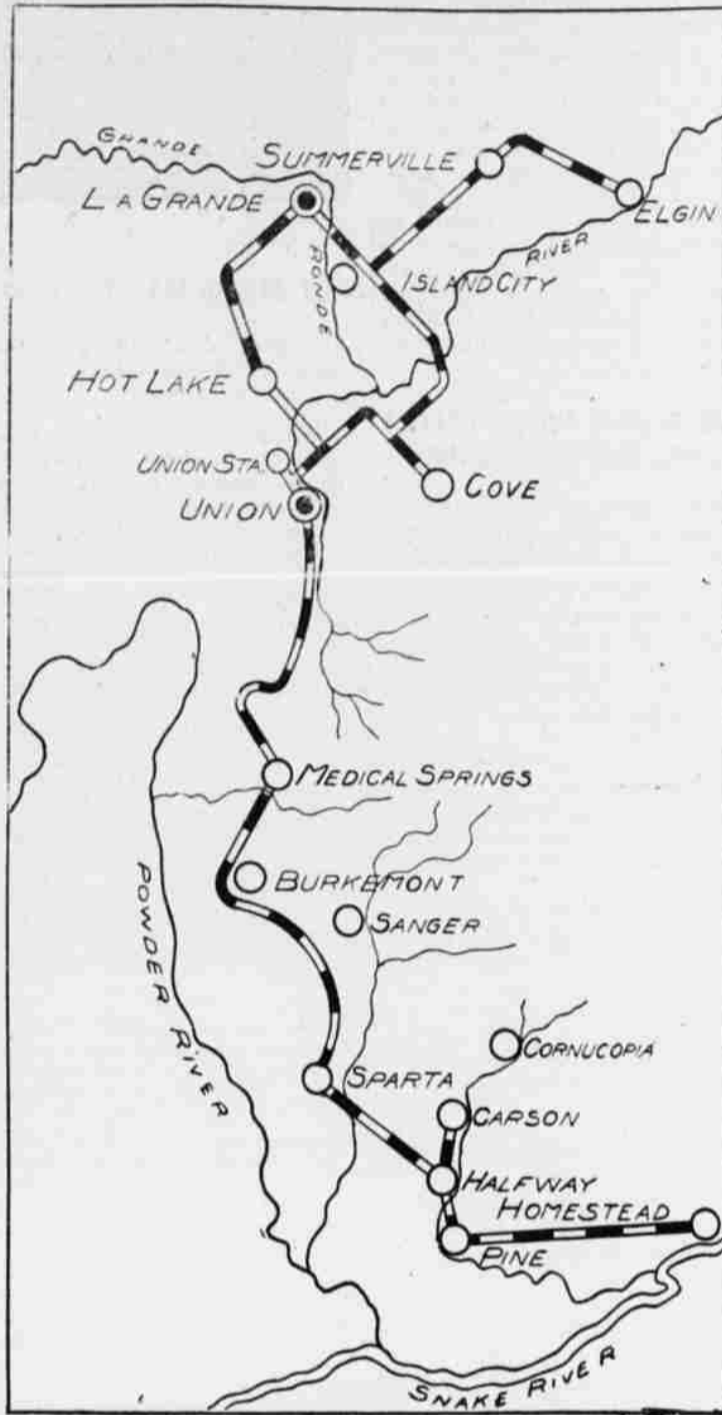 GRANDE
SUMMERVILLE
LA GRANDE
ELGIN
RIVER
RONDE
ISLAND CITY
HOT LAKE
UNION STA.
COVE
UNION
MEDICAL SPRINGS
BURKEMONT
SANGER
POWDER RIVER
CORNUCOPIA
SPARTA
CARSON
HALFWAY
HOMESTEAD
PINE
SNAKE RIVER